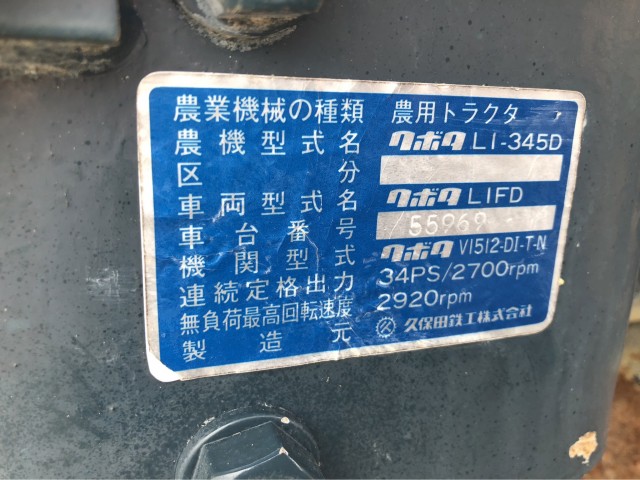 農業機械の種類 農用トラクタ
農機型式名 クボタ L1-345D
区分
車両型式名 クボタ L1FD
車台番号 55969
機関型式 クボタ V1512-DI-T-N
連続定格出力 34PS/2700rpm
無負荷最高回転速度 2920rpm
製造元 久保田鉄工株式会社